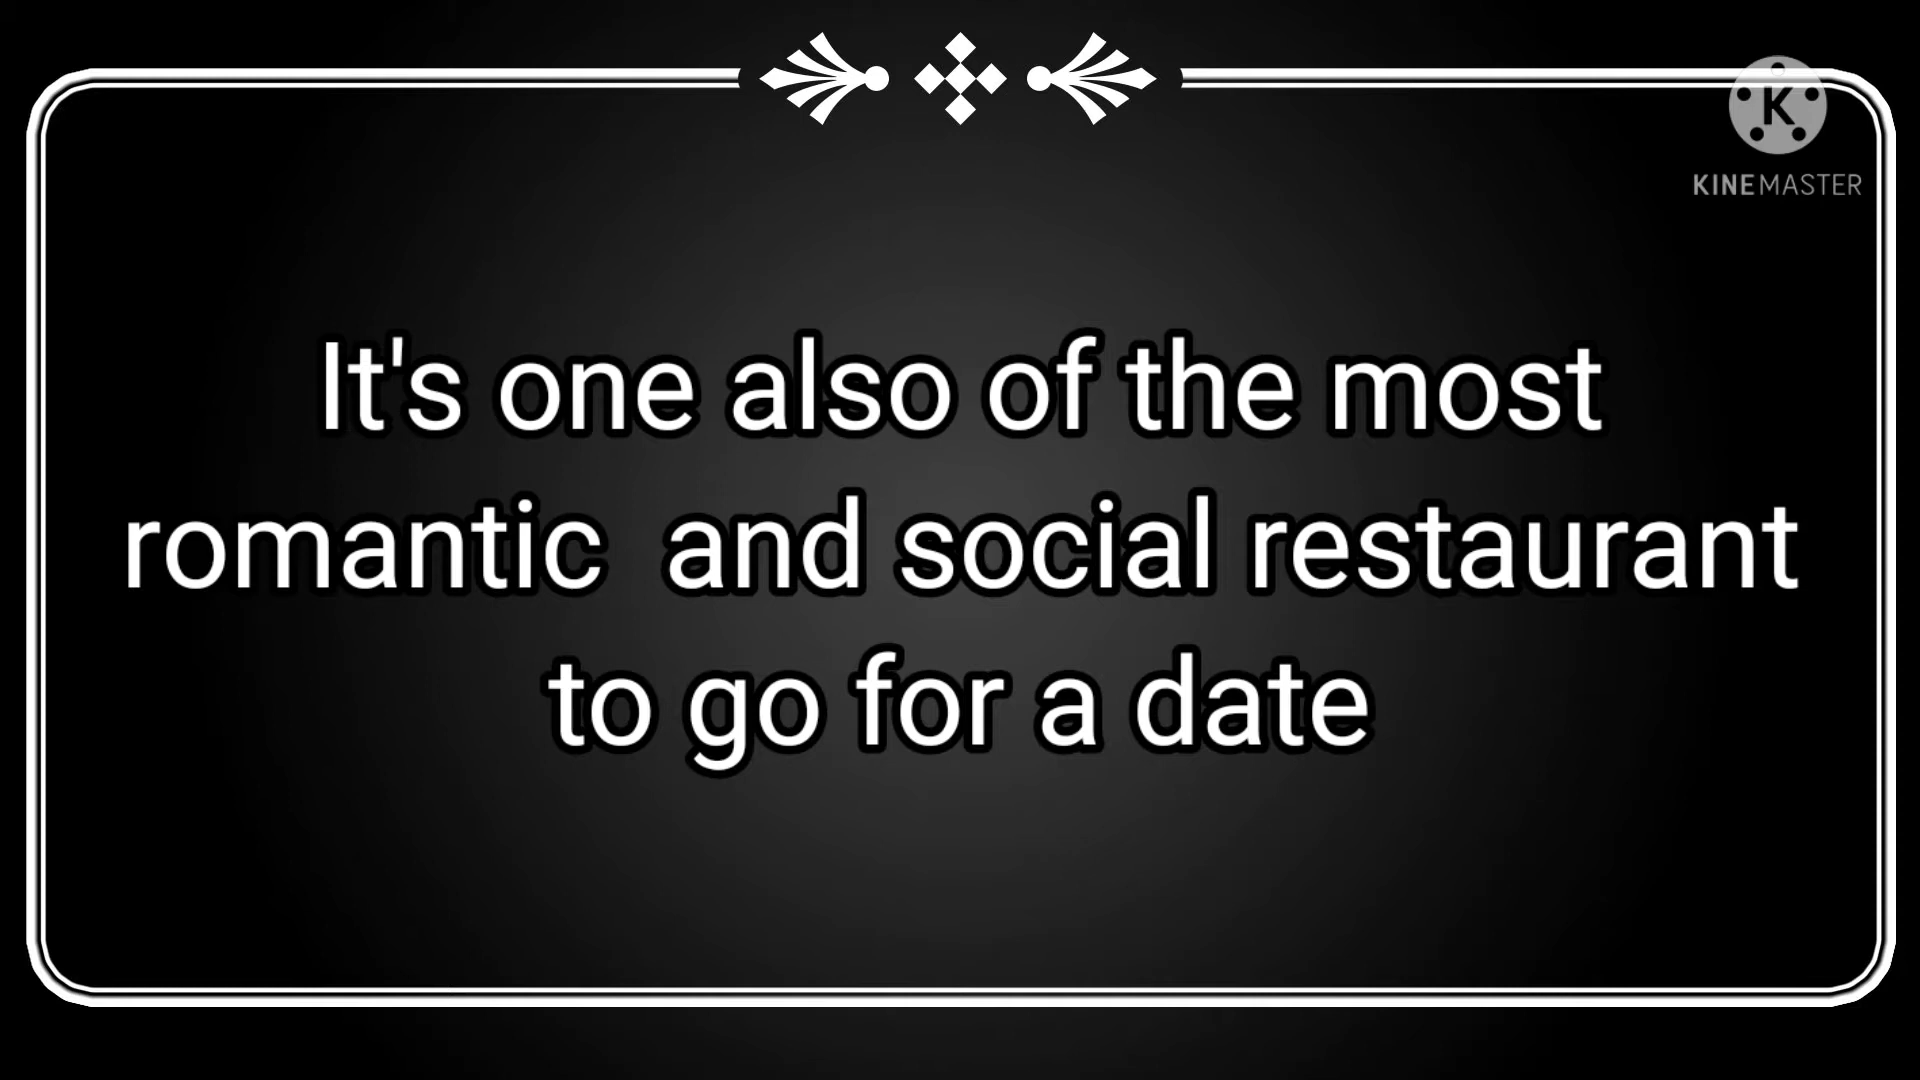 K
KINEMASTER
It's one also of the most
romantic  and social restaurant
to go for a date